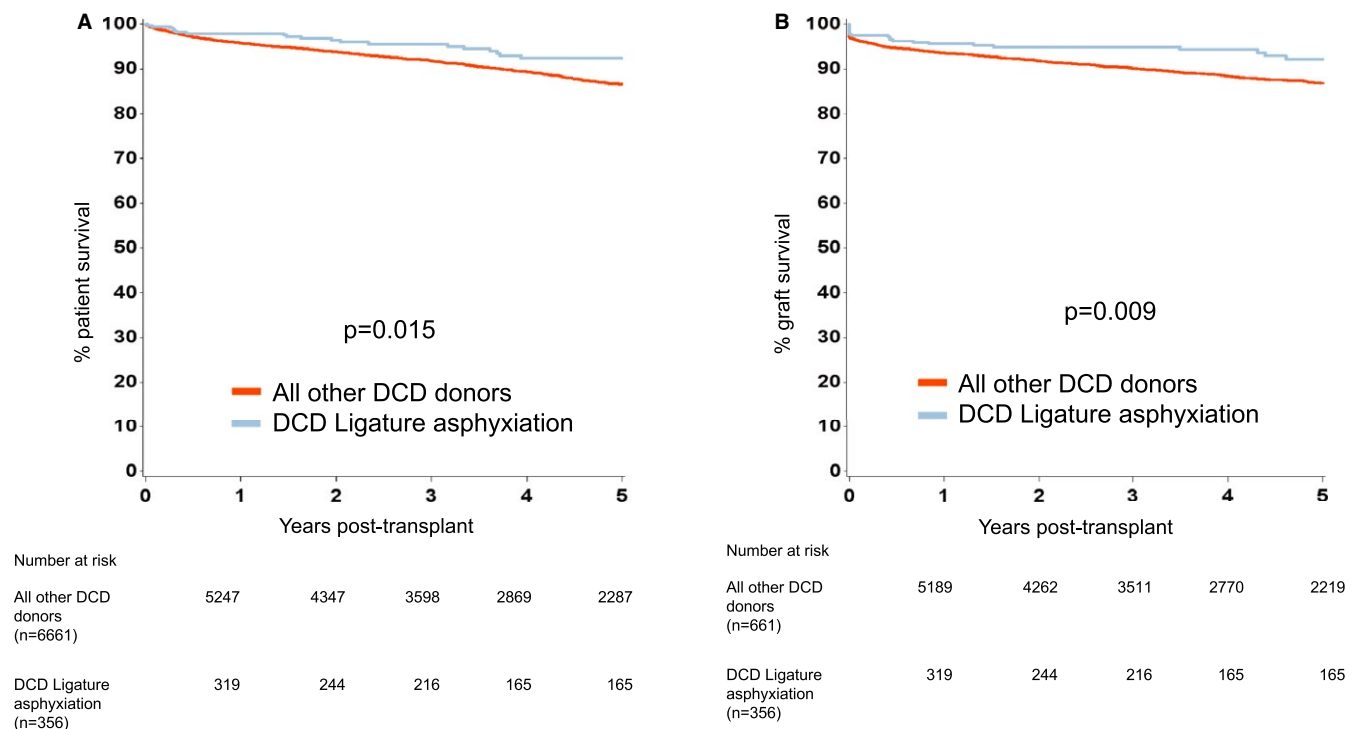 A
100
90
80
70
60
50
40
30
20
10
0
% patient survival
p=0.015
All other DCD donors
DCD Ligature asphyxiation
0 1 2 3 4 5
Years post-transplant
Number at risk
All other DCD
donors
(n=6661)
5247 4347 3598 2869 2287
DCD Ligature
asphyxiation
(n=356)
319 244 216 165 165
B
100
90
80
70
60
50
40
30
20
10
0
% graft survival
p=0.009
All other DCD donors
DCD Ligature asphyxiation
0 1 2 3 4 5
Years post-transplant
Number at risk
All other DCD
donors
(n=661)
5189 4262 3511 2770 2219
DCD Ligature
asphyxiation
(n=356)
319 244 216 165 165